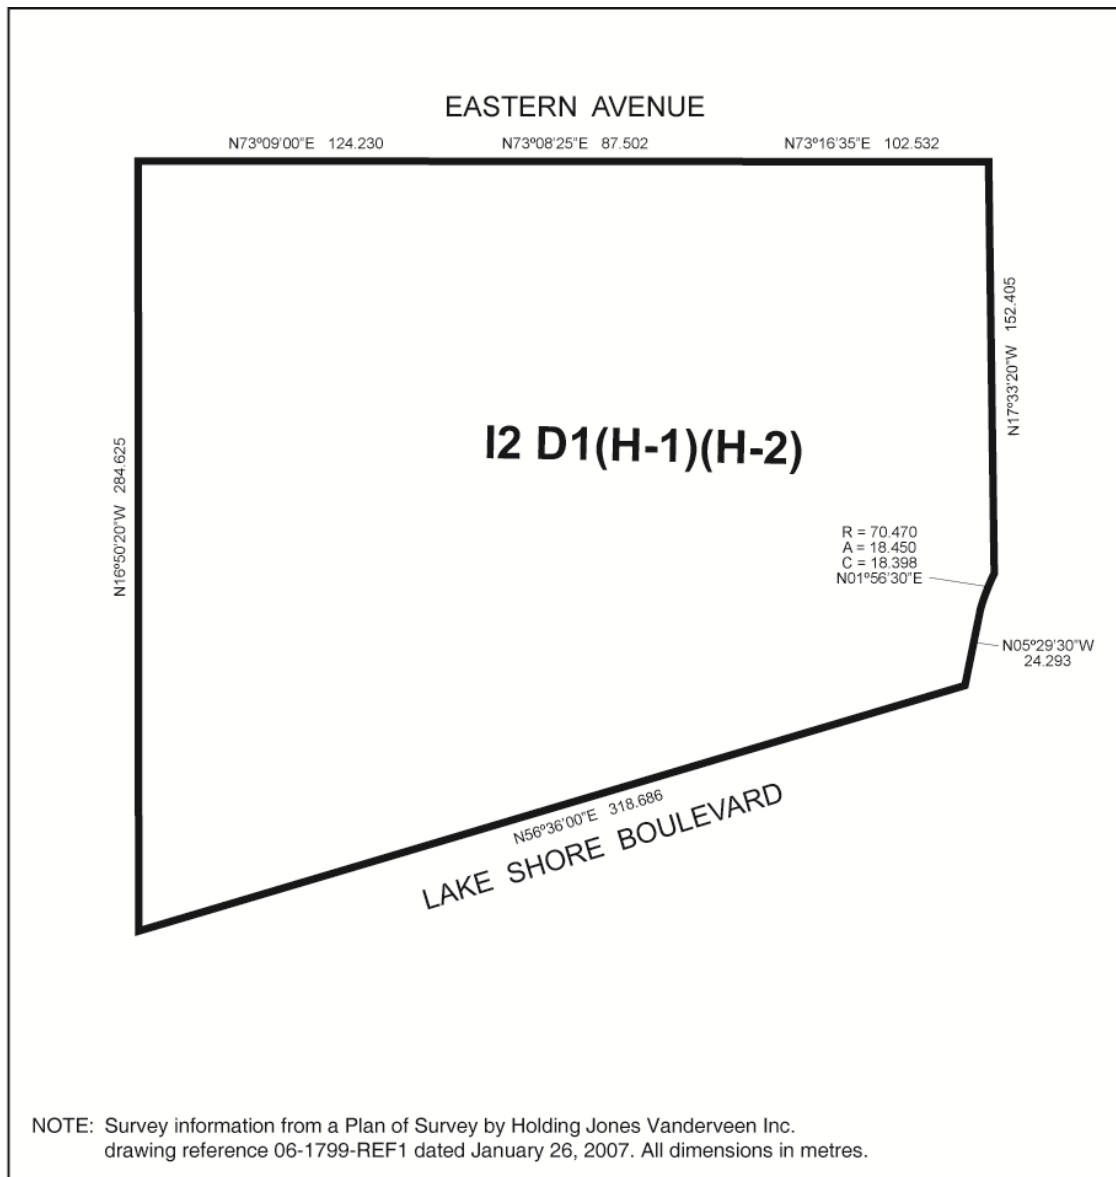 EASTERN AVENUE
N73º09’00”E 124.230
N73º08’25”E 87.502
N73º16’35”E 102.532
N17º33’20”W 152.405
I2 D1(H-1)(H-2)
N16º50’20”W 284.625
R = 70.470
A = 18.450
C = 18.398
N01º56’30”E
N05º29’30”W
24.293
N56º36’00”E 318.686
LAKE SHORE BOULEVARD
NOTE: Survey information from a Plan of Survey by Holding Jones Vanderveen Inc.
drawing reference 06-1799-REF1 dated January 26, 2007. All dimensions in metres.